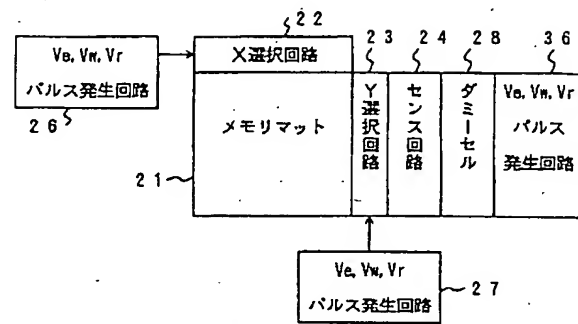 22
23
24
28
36
Ve, Vw, Vr
パルス発生回路
26
X選択回路
メモリマット
21
Y選択回路
センス回路
ダミーセル
Ve, Vw, Vr
パルス
発生回路
Ve, Vw, Vr
パルス発生回路
27